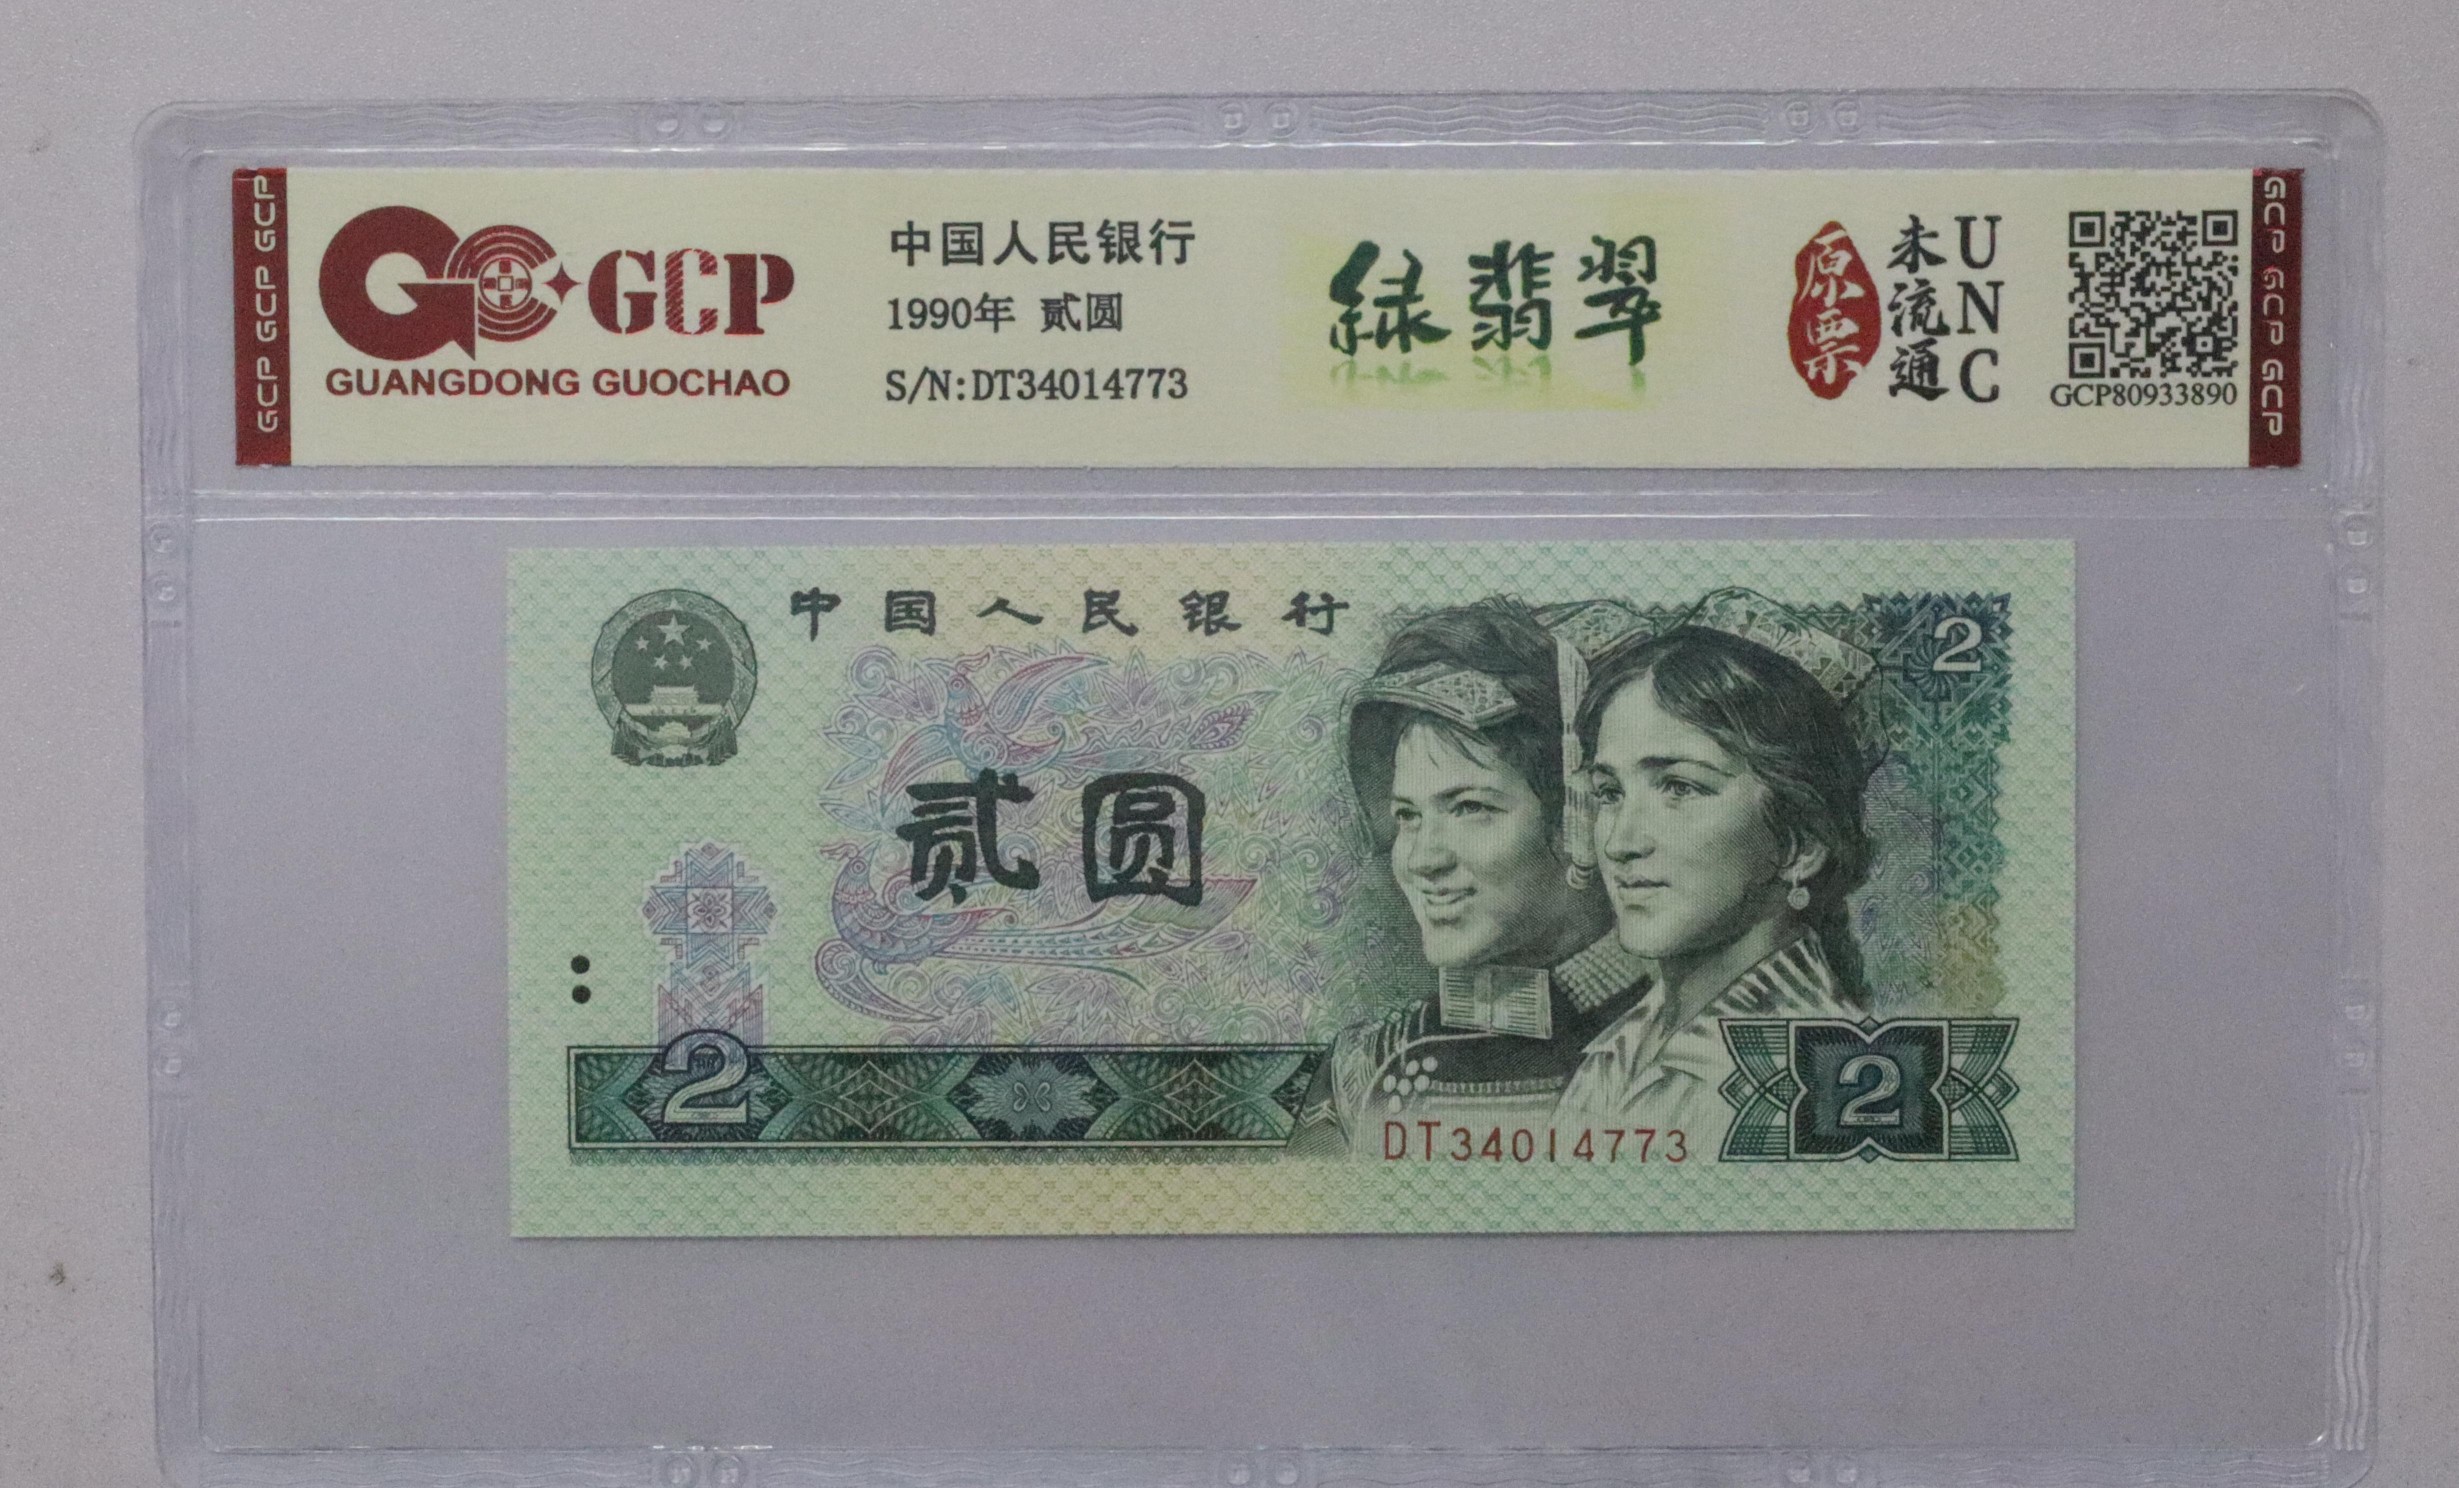 GCP GCP GCP
GCP
GUANGDONG GUOCHAO
中国人民银行
1990年 贰圆
S/N:DT34014773
绿翡翠
原票
未流通
UNC
GCP80933890
GCP GCP GCP
中国人民银行
2
贰圆
2
2
DT34014773